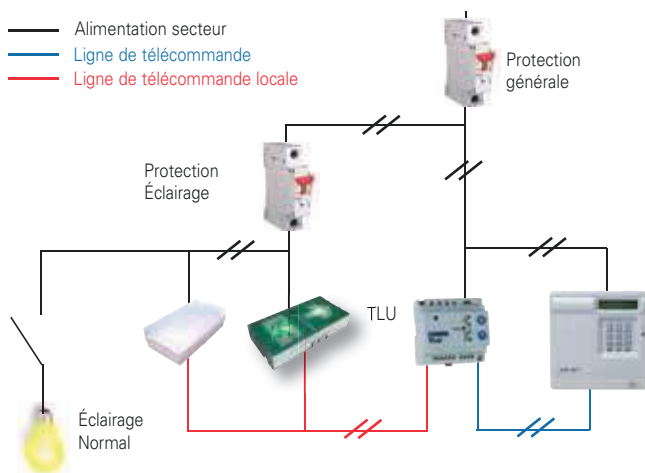 Alimentation secteur
Ligne de télécommande
Ligne de télécommande locale
Protection
générale
Protection
Éclairage
TLU
Éclairage
Normal